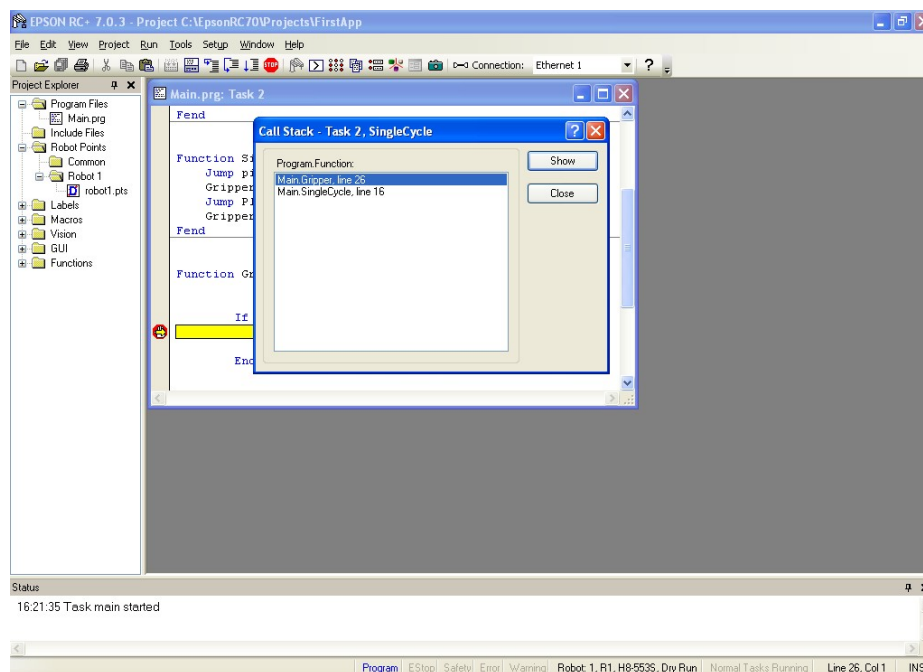 EPSON RC+ 7.0.3 - Project C:\EpsonRC70\Projects\FirstApp
File Edit View Project Run Tools Setup Window Help
Connection: Ethernet 1
Project Explorer
Program Files
Main.prg
Include Files
Robot Points
Common
Robot 1
robot1.pts
Labels
Macros
Vision
GUI
Functions
Main.prg: Task 2
Fend
Function Si
Jump pi
Gripper
Jump Pl
Gripper
Fend
Function Gr
If
End
Call Stack - Task 2, SingleCycle
Program.Function:
Main.Gripper, line 26
Main.SingleCycle, line 16
Show
Close
Status
16:21:35 Task main started
Program EStop Safety Error Warning Robot: 1, R1, H8-553S, Dry Run Normal Tasks Running Line 26, Col 1 INS